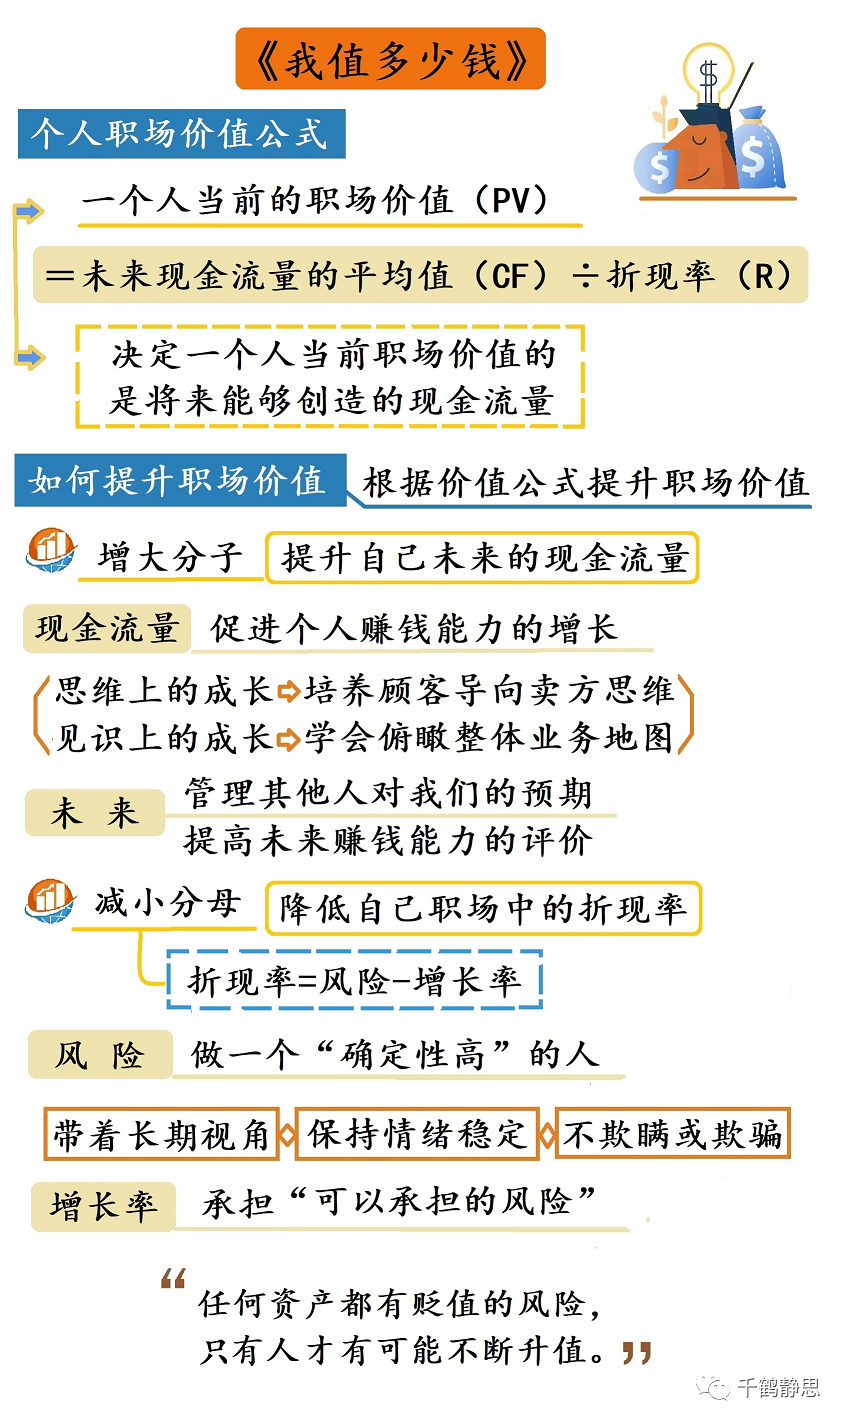 《我值多少钱》
$
$
$
个人职场价值公式
一个人当前的职场价值（PV）
＝未来现金流量的平均值（CF）÷折现率（R）
决定一个人当前职场价值的
是将来能够创造的现金流量
如何提升职场价值
根据价值公式提升职场价值
增大分子
提升自己未来的现金流量
现金流量
促进个人赚钱能力的增长
思维上的成长⇨培养顾客导向卖方思维
见识上的成长⇨学会俯瞰整体业务地图
未 来
管理其他人对我们的预期
提高未来赚钱能力的评价
减小分母
降低自己职场中的折现率
折现率=风险-增长率
风 险
做一个“确定性高”的人
带着长期视角
保持情绪稳定
不欺瞒或欺骗
增长率
承担“可以承担的风险”
“任何资产都有贬值的风险，
只有人才有可能不断升值。”
千鹤静思